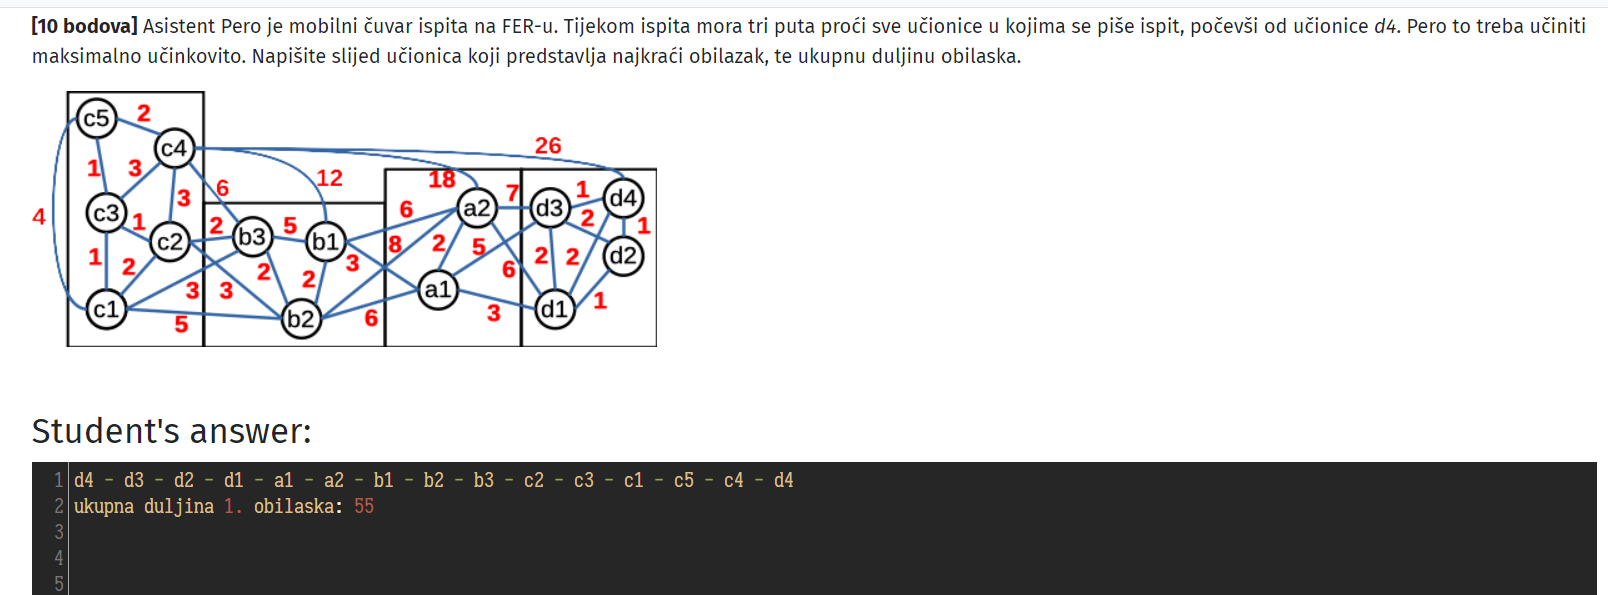 [10 bodova] Asistent Pero je mobilni čuvar ispita na FER-u. Tijekom ispita mora tri puta proći sve učionice u kojima se piše ispit, počevši od učionice d4. Pero to treba učiniti
maksimalno učinkovito. Napišite slijed učionica koji predstavlja najkraći obilazak, te ukupnu duljinu obilaska.
c5 2
c4 26
1 3 12
18
6 7 1 d4
3 6 a2 d3
4 c3 1 2 5 2 1
c2 b3 b1 8 2 5
1 2 2 2 3 6 2 2 d2
3 3 a1
c1 5 b2 6 3 d1 1
Student's answer:
1 d4 - d3 - d2 - d1 - a1 - a2 - b1 - b2 - b3 - c2 - c3 - c1 - c5 - c4 - d4
2 ukupna duljina 1. obilaska: 55
3
4
5